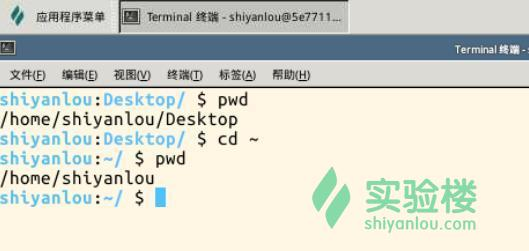 应用程序菜单 Terminal 终端 - shiyanlou@5e7711...
Terminal 终端 - s
文件(F) 编辑(E) 视图(V) 终端(T) 标签(A) 帮助(H)
shiyanlou:Desktop/ $ pwd
/home/shiyanlou/Desktop
shiyanlou:Desktop/ $ cd ~
shiyanlou:~/ $ pwd
/home/shiyanlou
shiyanlou:~/ $
实验楼
shiyanlou.com